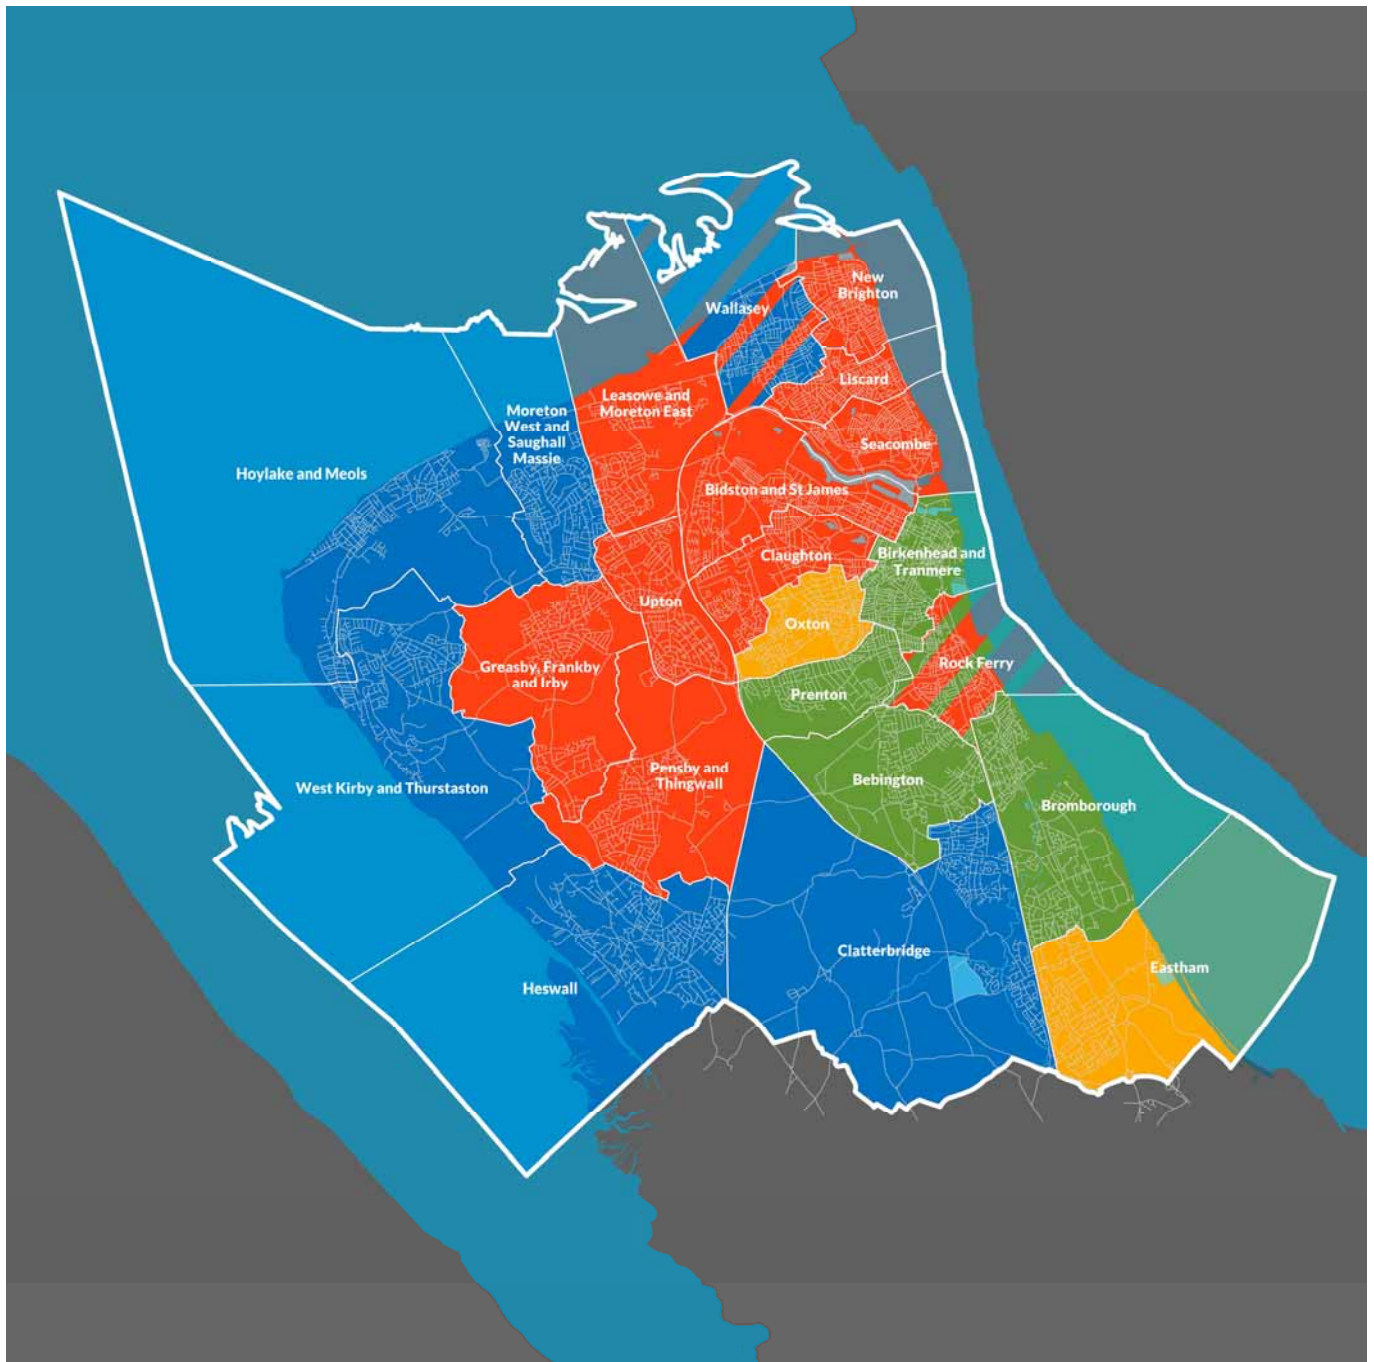 New
Brighton
Wallasey
Liscard
Leasowe and
Moreton East
Moreton
West and
Saughall
Massie
Seacombe
Hoylake and Meols
Bidston and St James
Claughton
Birkenhead and
Tranmere
Upton
Oxton
Greasby, Frankby
and Irby
Rock Ferry
Prenton
Pensby and
Thingwall
West Kirby and Thurstaston
Bebington
Bromborough
Clatterbridge
Eastham
Heswall